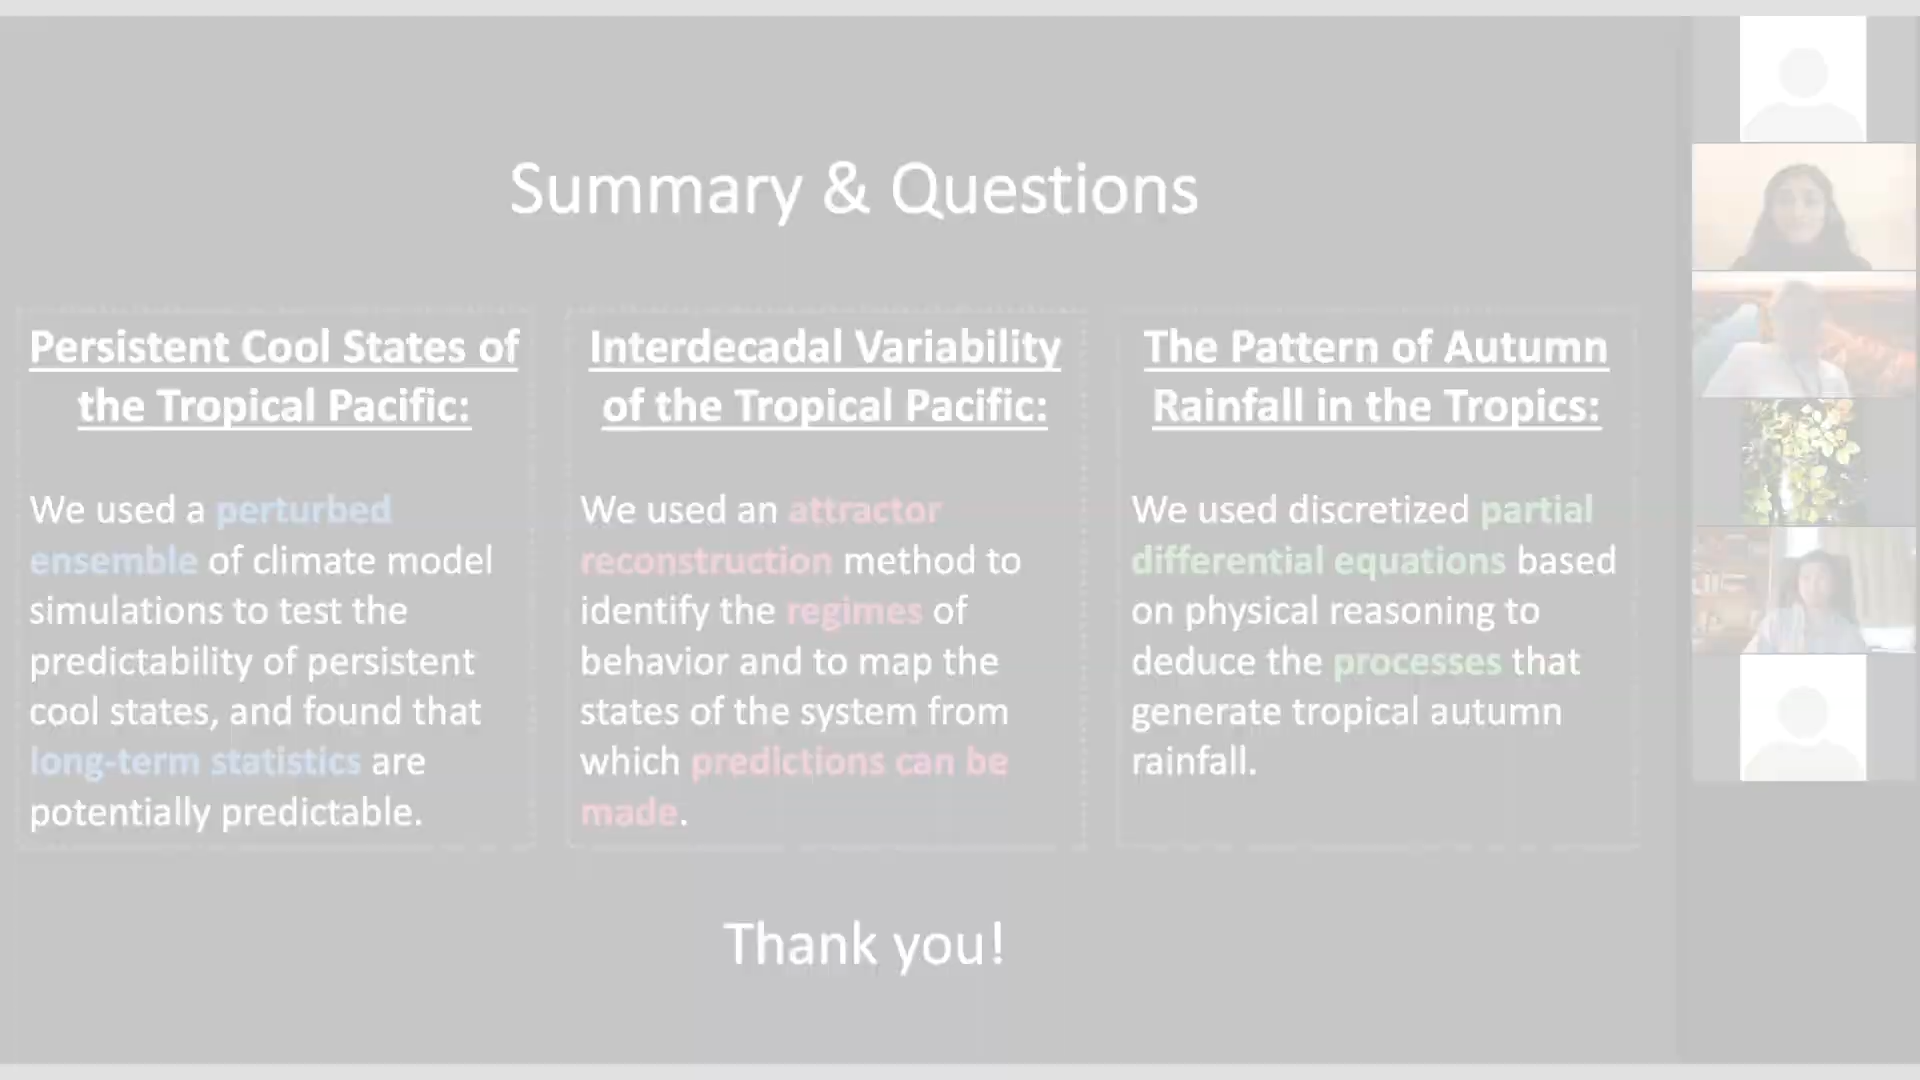 Summary & Questions
Persistent Cool States of
the Tropical Pacific:
We used a perturbed
ensemble of climate model
simulations to test the
predictability of persistent
cool states, and found that
long-term statistics are
potentially predictable.
Interdecadal Variability
of the Tropical Pacific:
We used an attractor
reconstruction method to
identify the regimes of
behavior and to map the
states of the system from
which predictions can be
made.
The Pattern of Autumn
Rainfall in the Tropics:
We used discretized partial
differential equations based
on physical reasoning to
deduce the processes that
generate tropical autumn
rainfall.
Thank you!